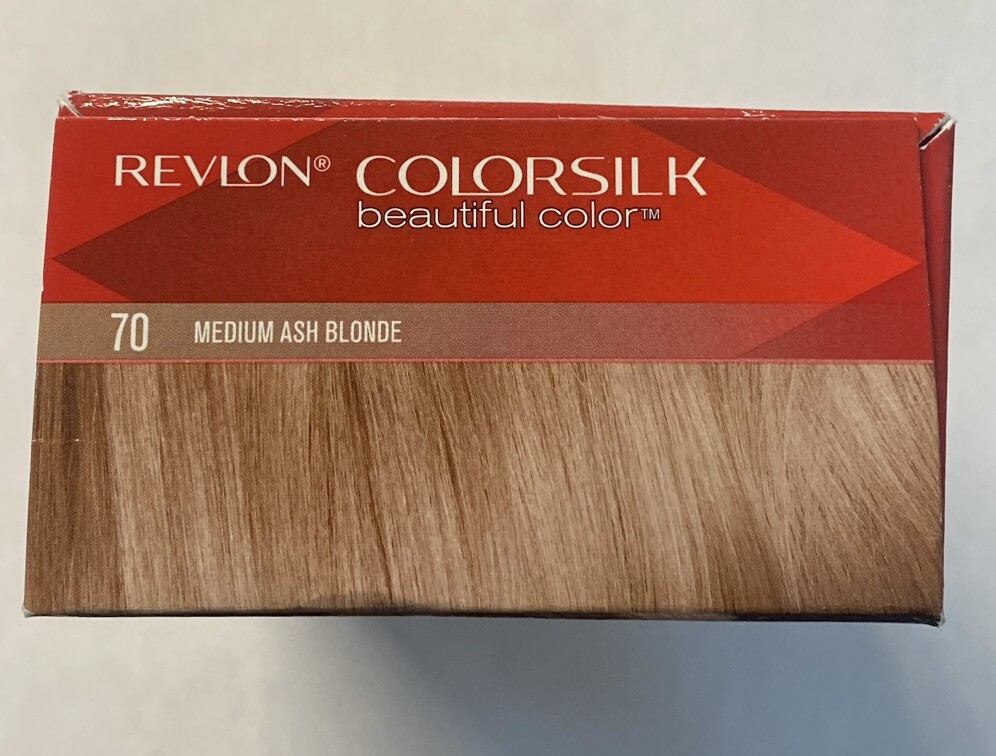 REVLON® COLORSILK
beautiful color™
70 MEDIUM ASH BLONDE